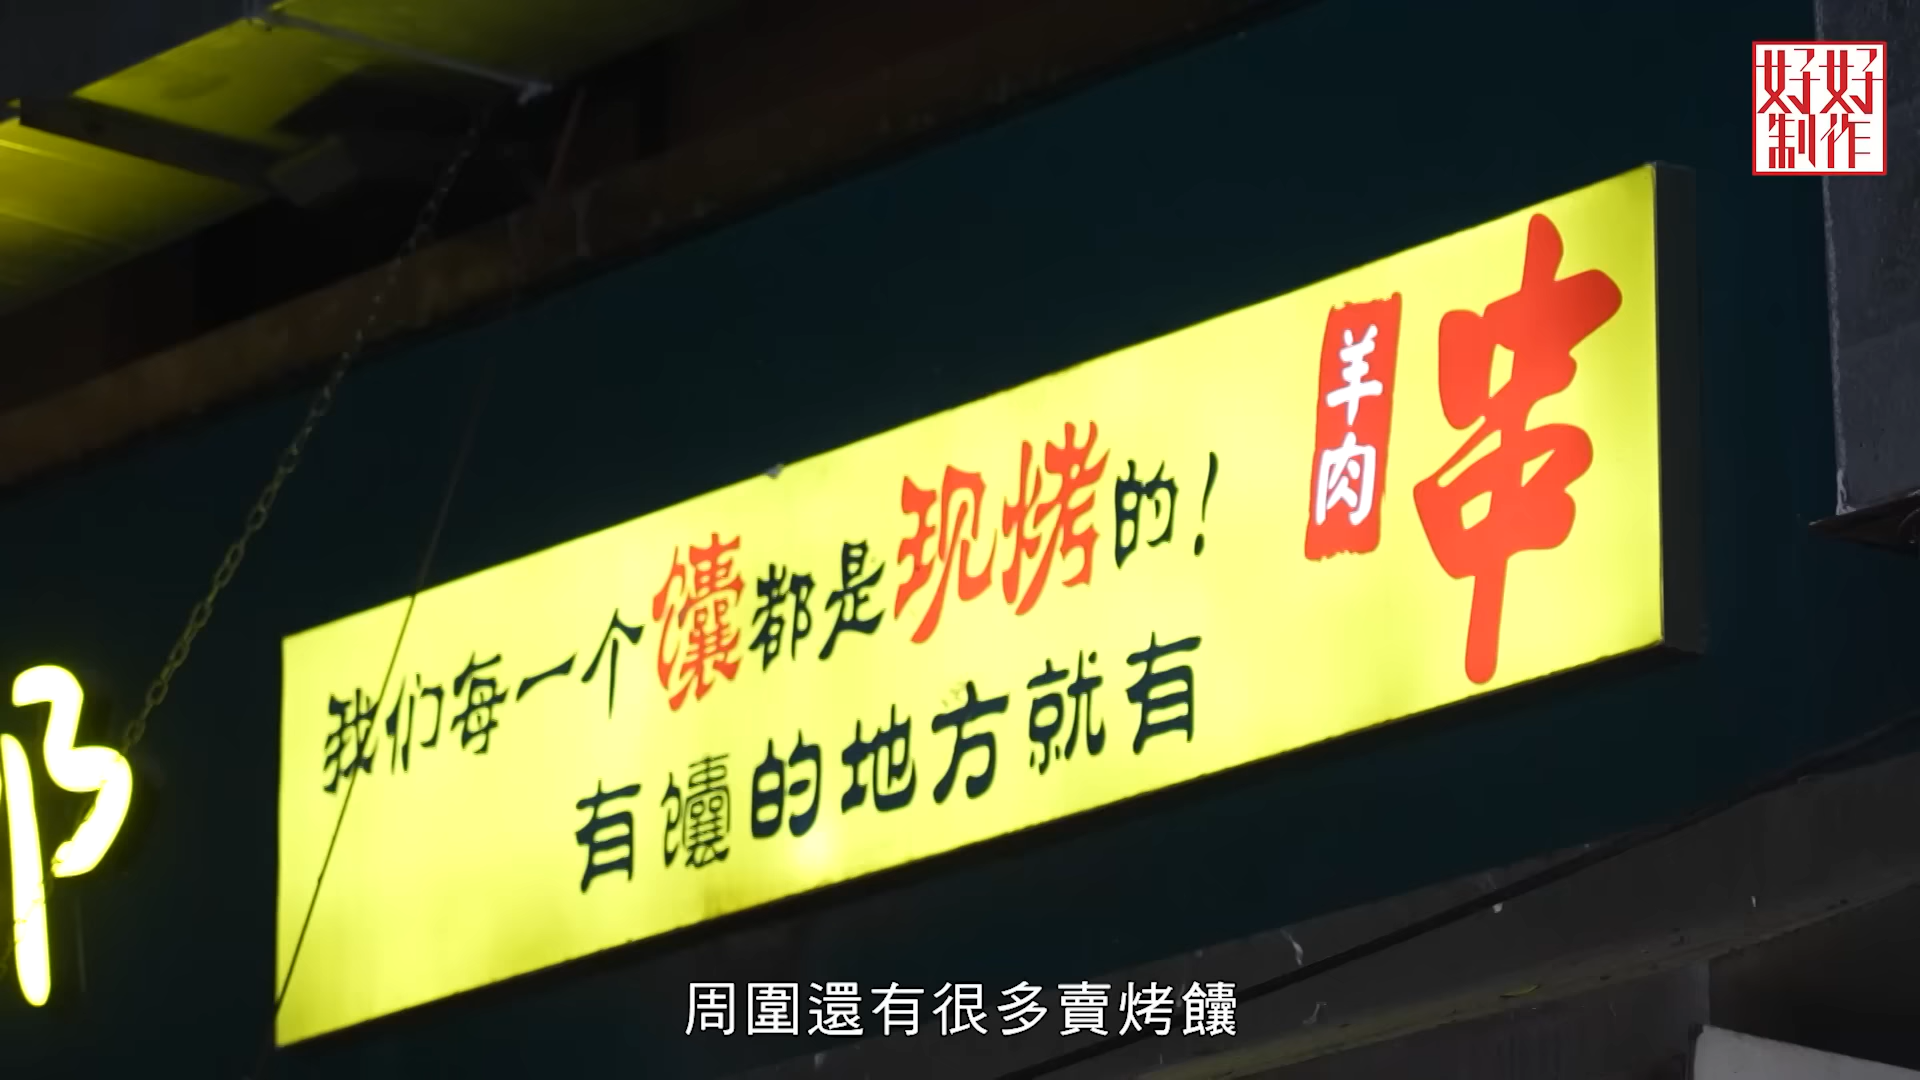 好好
制作
我们每一个馕都是现烤的!
有馕的地方就有
羊肉
串
周圍還有很多賣烤饢